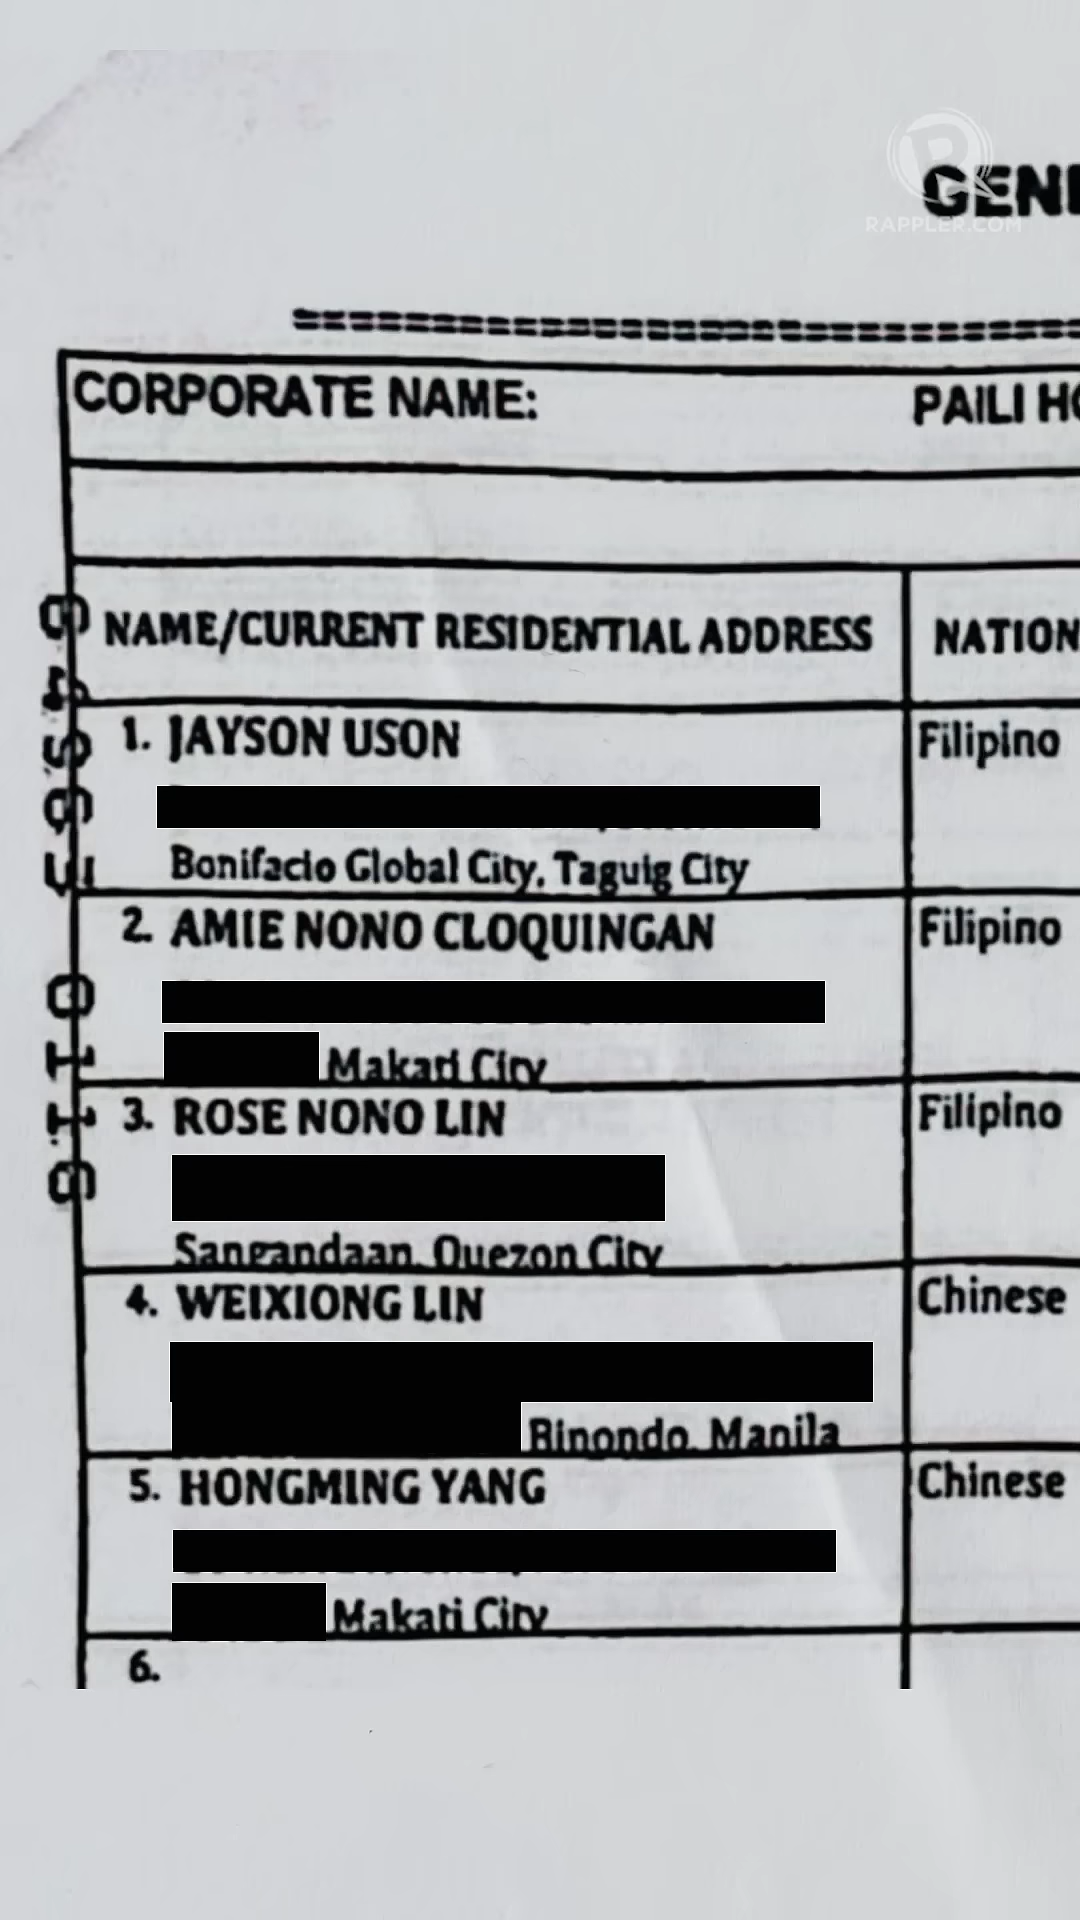 GENE
RAPPLER.COM
CORPORATE NAME: PAILI HO
NAME/CURRENT RESIDENTIAL ADDRESS NATION
1. JAYSON USON Filipino
Bonifacio Global City, Taguig City
2. AMIE NONO CLOQUINGAN Filipino
Makati City
3. ROSE NONO LIN Filipino
Sangandaan, Quezon City
4. WEIXIONG LIN Chinese
Binondo, Manila
5. HONGMING YANG Chinese
Makati City
6.